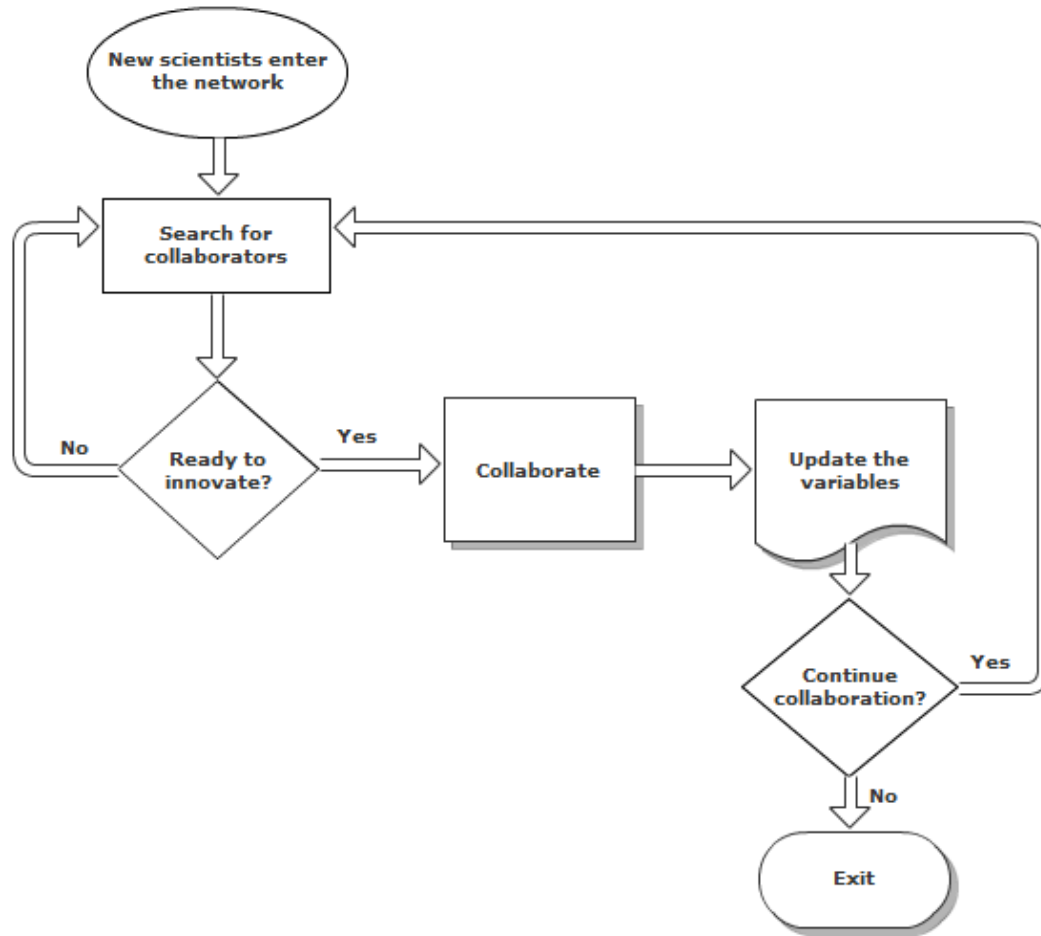 New scientists enter
the network
Search for
collaborators
No
Ready to
innovate?
Yes
Collaborate
Update the
variables
Continue
collaboration?
Yes
No
Exit